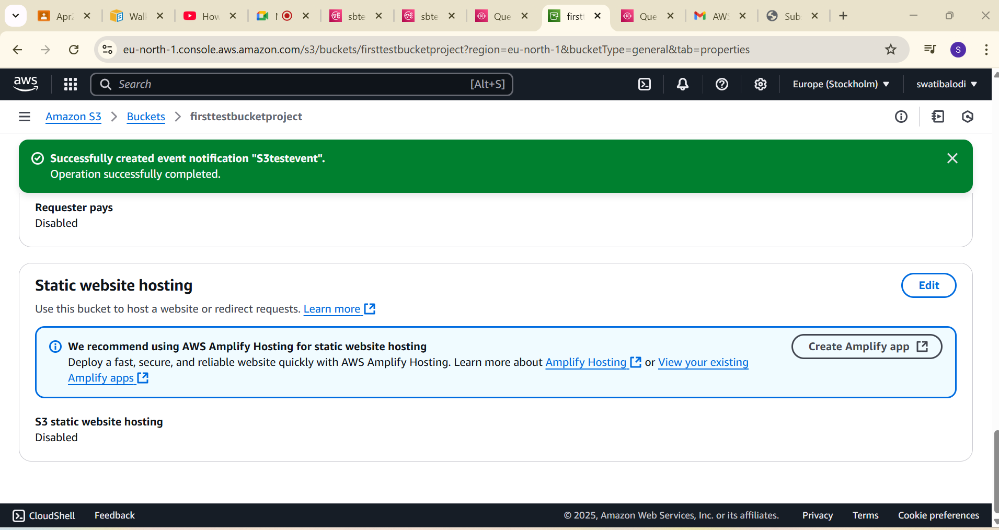 Apr2
Wall
How
sbte
sbte
Que
first
Que
AWS
Sub
eu-north-1.console.aws.amazon.com/s3/buckets/firsttestbucketproject?region=eu-north-1&bucketType=general&tab=properties
S
aws
Search
[Alt+S]
Europe (Stockholm)
swatibalodi
Amazon S3
Buckets
firsttestbucketproject
Successfully created event notification "S3testevent".
Operation successfully completed.
Requester pays
Disabled
Static website hosting
Edit
Use this bucket to host a website or redirect requests. Learn more
We recommend using AWS Amplify Hosting for static website hosting
Create Amplify app
Deploy a fast, secure, and reliable website quickly with AWS Amplify Hosting. Learn more about Amplify Hosting or View your existing
Amplify apps
S3 static website hosting
Disabled
CloudShell
Feedback
© 2025, Amazon Web Services, Inc. or its affiliates.
Privacy
Terms
Cookie preferences